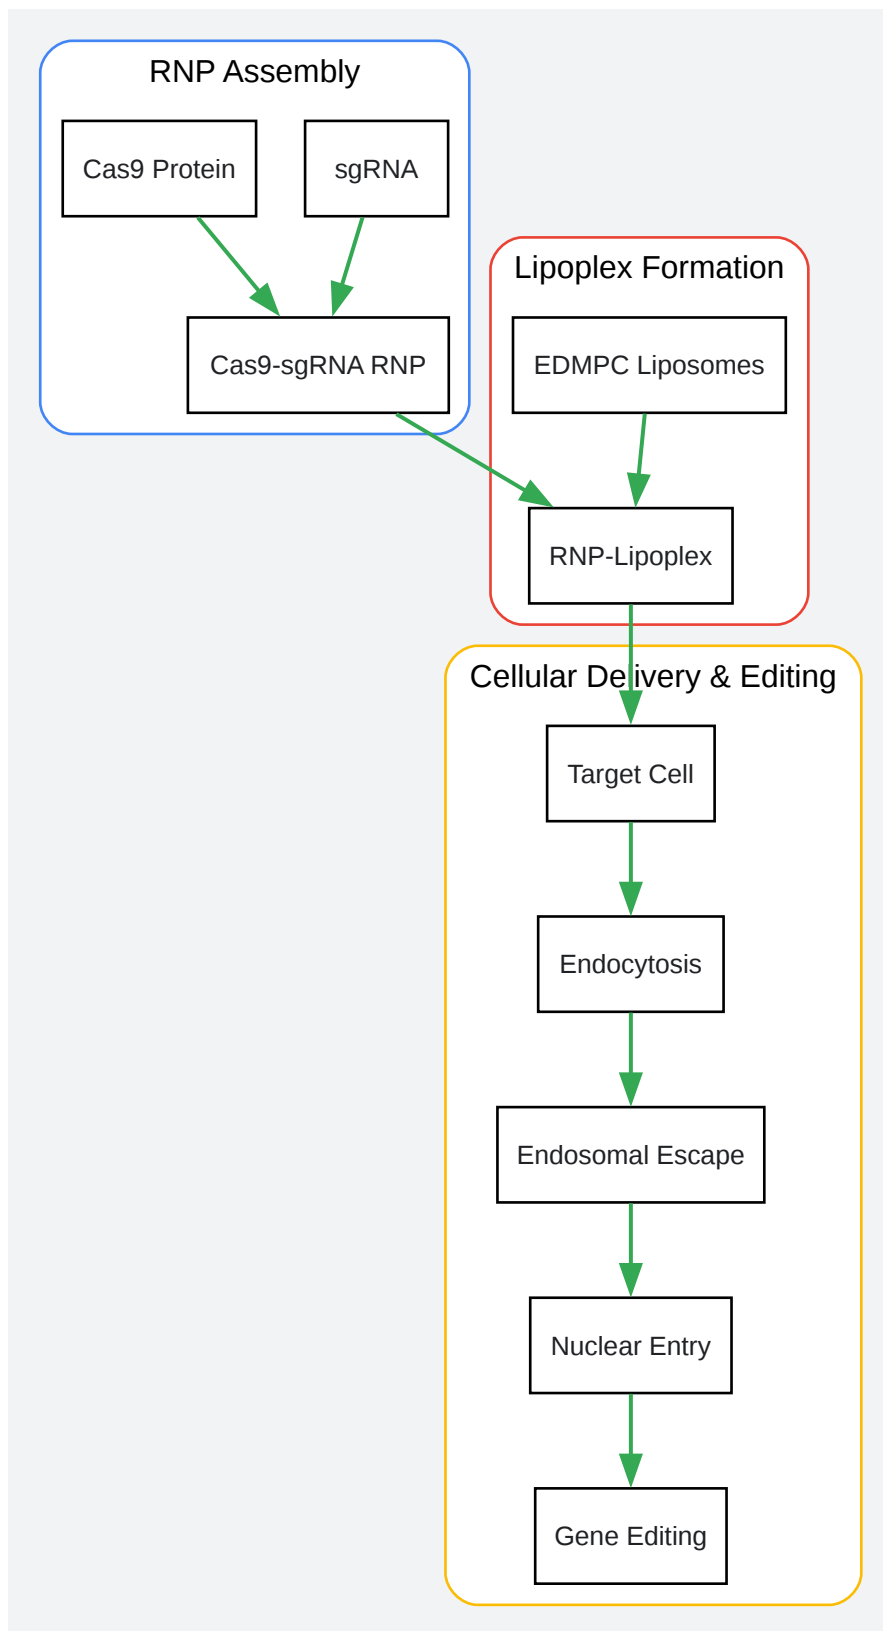 RNP Assembly
Cas9 Protein
sgRNA
Cas9-sgRNA RNP
Lipoplex Formation
EDMPC Liposomes
RNP-Lipoplex
Cellular Delivery & Editing
Target Cell
Endocytosis
Endosomal Escape
Nuclear Entry
Gene Editing